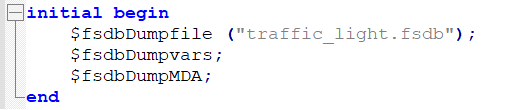 initial begin
$fsdbDumpfile ("traffic_light.fsdb");
$fsdbDumpvars;
$fsdbDumpMDA;
end